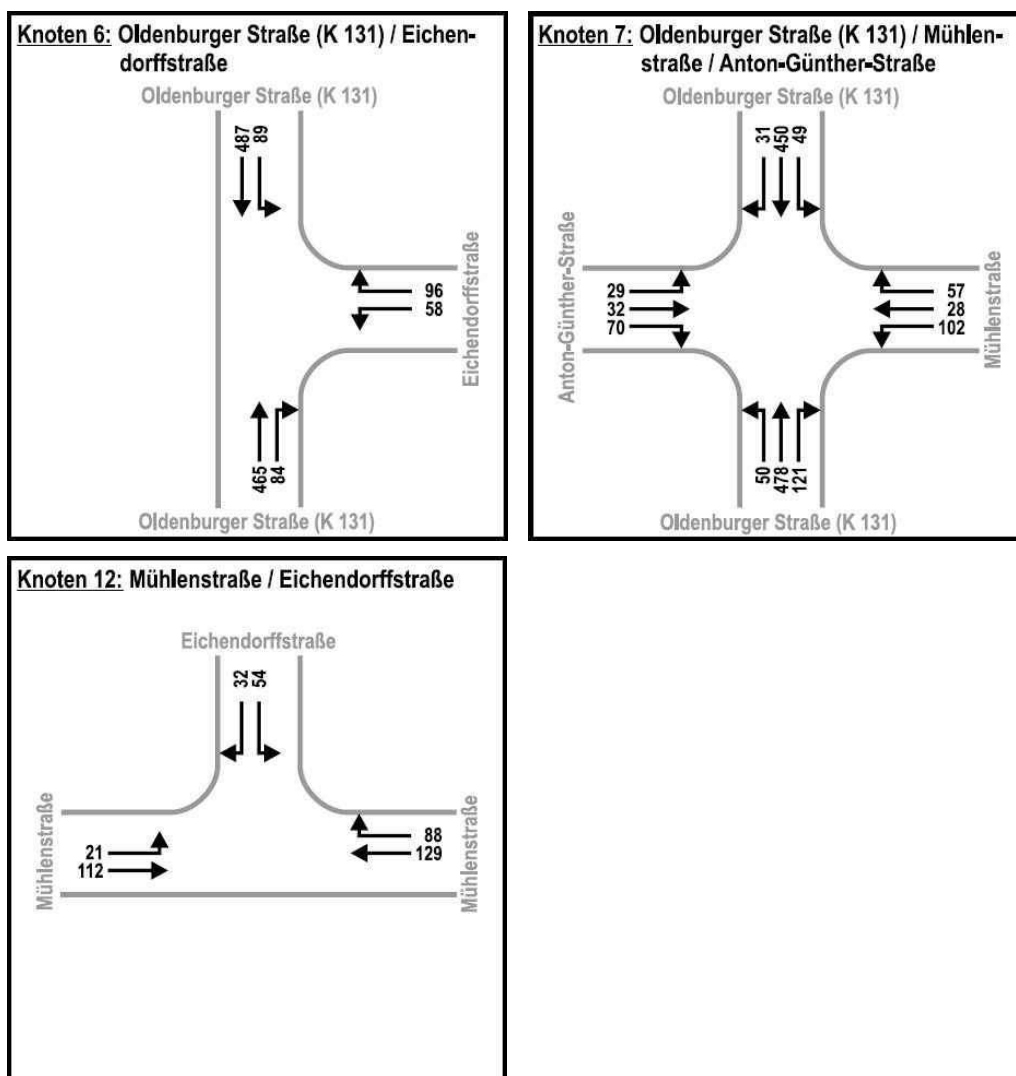 Knoten 6: Oldenburger Straße (K 131) / Eichen-
dorffstraße
Oldenburger Straße (K 131)
487
89
96
58
Eichendorffstraße
465
84
Oldenburger Straße (K 131)
Knoten 7: Oldenburger Straße (K 131) / Mühlen-
straße / Anton-Günther-Straße
Oldenburger Straße (K 131)
31
450
49
Anton-Günther-Straße
29
32
70
57
28
102
Mühlenstraße
50
478
121
Oldenburger Straße (K 131)
Knoten 12: Mühlenstraße / Eichendorffstraße
Eichendorffstraße
32
54
Mühlenstraße
21
112
88
129
Mühlenstraße